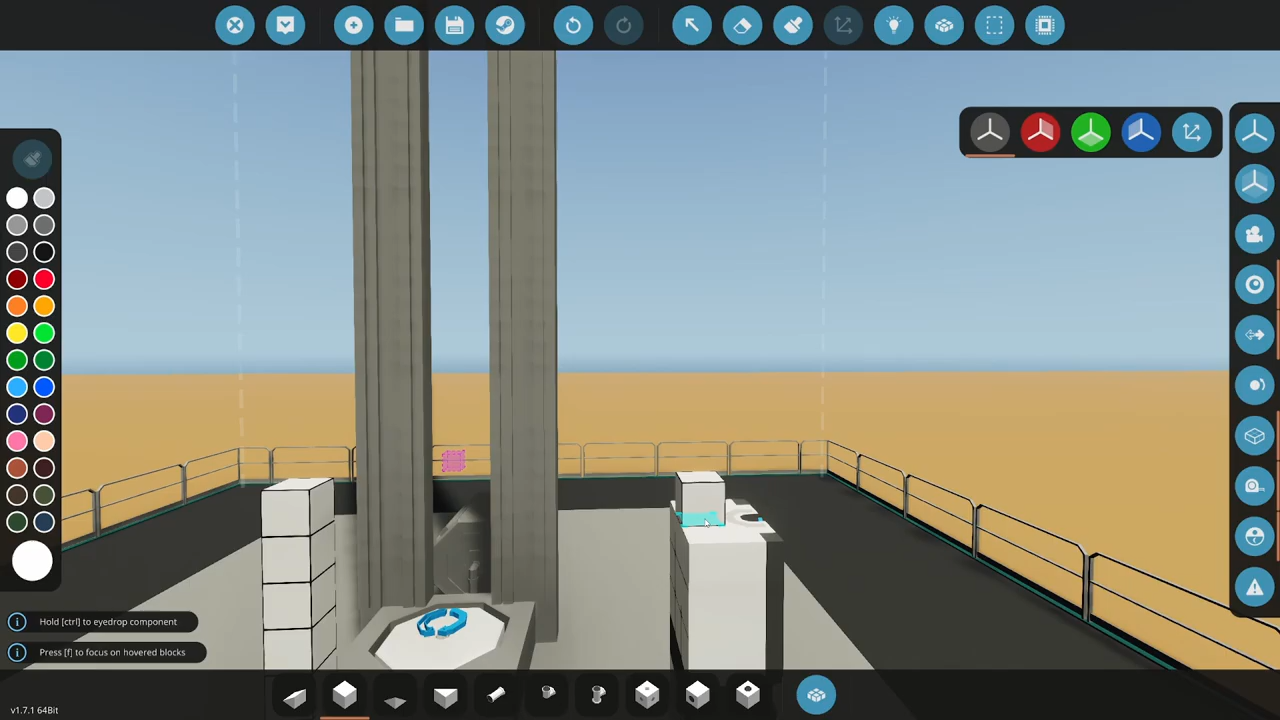 Hold [ctrl] to eyedrop component
Press [f] to focus on hovered blocks
v1.7.1 64Bit